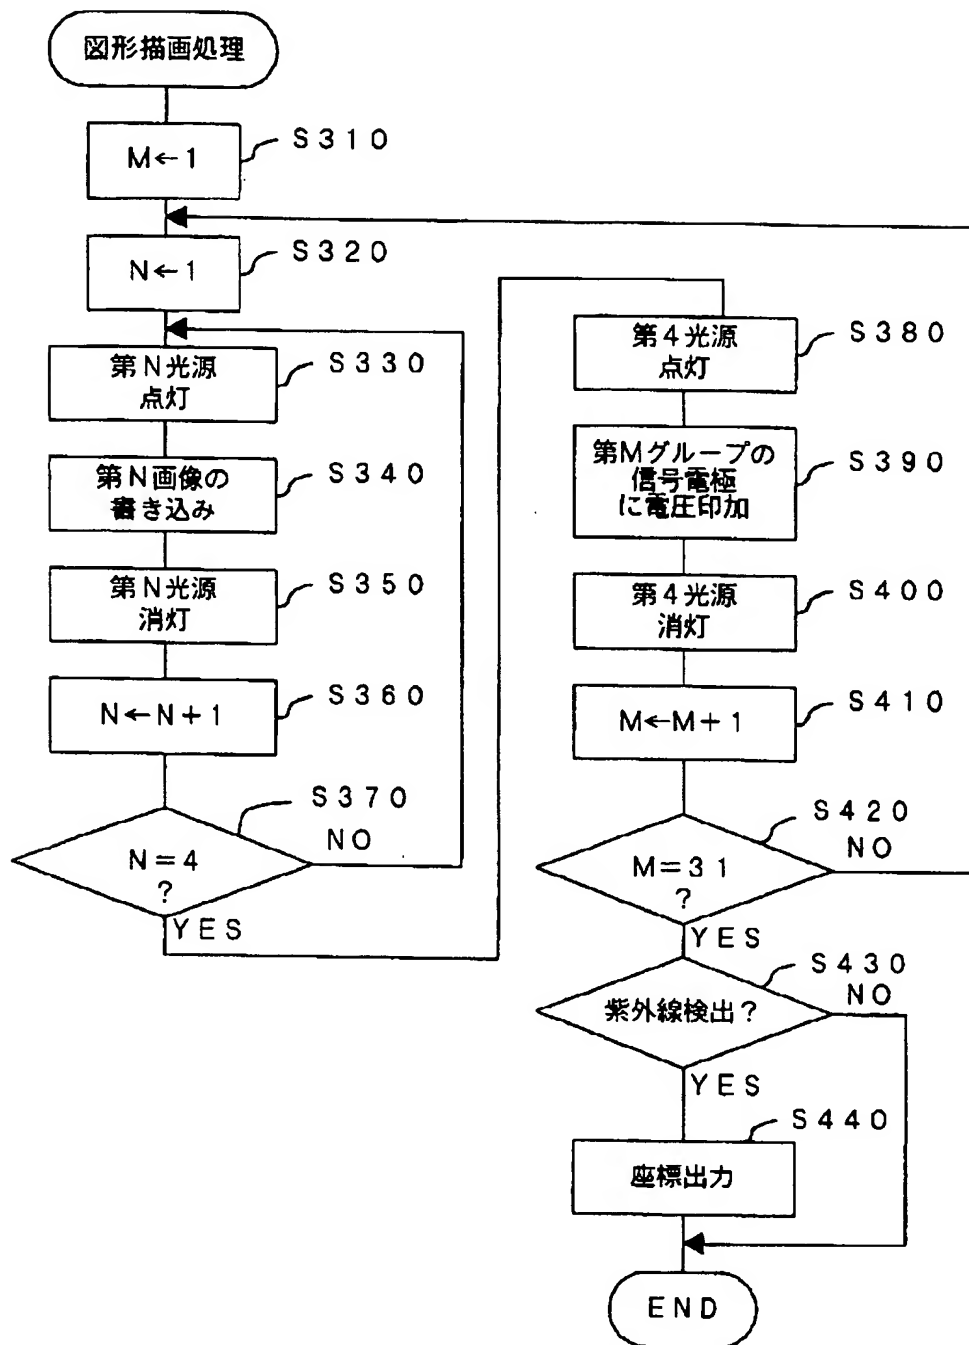 図形描画処理
S310
M←1
S320
N←1
S330
第N光源
点灯
S340
第N画像の
書き込み
S350
第N光源
消灯
S360
N←N+1
S370
N=4
?
NO
YES
S380
第4光源
点灯
S390
第Mグループの
信号電極
に電圧印加
S400
第4光源
消灯
S410
M←M+1
S420
M=31
?
NO
YES
S430
紫外線検出?
NO
YES
S440
座標出力
END